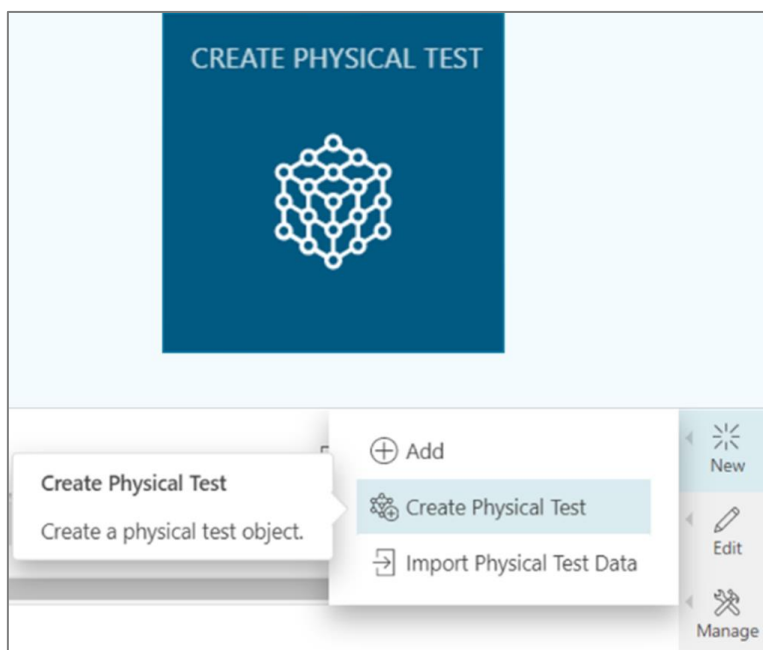 CREATE PHYSICAL TEST
Add
New
Create Physical Test
Create a physical test object.
Create Physical Test
Edit
Import Physical Test Data
Manage